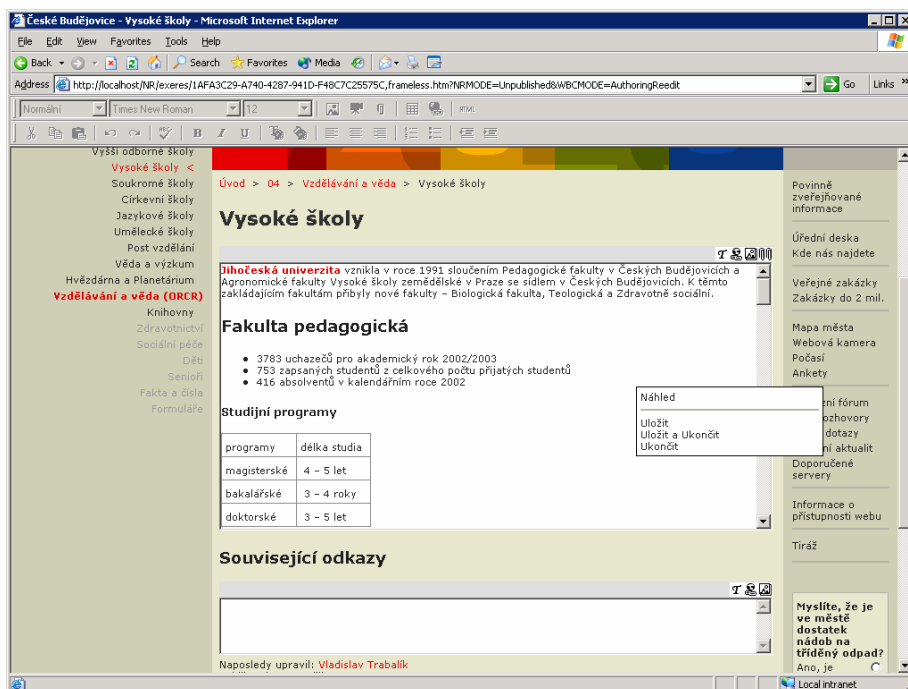 České Budějovice - Vysoké školy - Microsoft Internet Explorer
File Edit View Favorites Tools Help
Back Search Favorites Media
Address http://localhost/NR/exeres/1AFA3C29-A740-4287-941D-F48C7C25575C,frameless.htm?NRMODE=Unpublished&WBCMODE=AuthoringReedit Go Links »
Normální Times New Roman 12 HTML
B I U
Vyšší odborné školy
Vysoké školy <
Soukromé školy
Církevní školy
Jazykové školy
Umělecké školy
Post vzdělání
Věda a výzkum
Hvězdárna a Planetárium
Vzdělávání a věda (ORCR)
Knihovny
Zdravotnictví
Sociální péče
Děti
Senioři
Fakta a čísla
Formuláře
Úvod > 04 > Vzdělávání a věda > Vysoké školy
Vysoké školy
Jihočeská univerzita vznikla v roce 1991 sloučením Pedagogické fakulty v Českých Budějovicích a
Agronomické fakulty Vysoké školy zemědělské v Praze se sídlem v Českých Budějovicích. K těmto
zakládajícím fakultám přibyly nové fakulty – Biologická fakulta, Teologická a Zdravotně sociální.
Fakulta pedagogická
• 3783 uchazečů pro akademický rok 2002/2003
• 753 zapsaných studentů z celkového počtu přijatých studentů
• 416 absolventů v kalendářním roce 2002
Studijní programy
programy délka studia
magisterské 4 – 5 let
bakalářské 3 – 4 roky
doktorské 3 – 5 let
Náhled
Uložit
Uložit a Ukončit
Ukončit
Související odkazy
Naposledy upravil: Vladislav Trabalík
Povinně
zveřejňované
informace
Úřední deska
Kde nás najdete
Veřejné zakázky
Zakázky do 2 mil.
Mapa města
Webová kamera
Počasí
Ankety
zní fórum
ozhovory
dotazy
ní aktualit
Doporučené
servery
Informace o
přístupnosti webu
Tiráž
Myslíte, že je
ve městě
dostatek
nádob na
tříděný odpad?
Ano, je
Local intranet